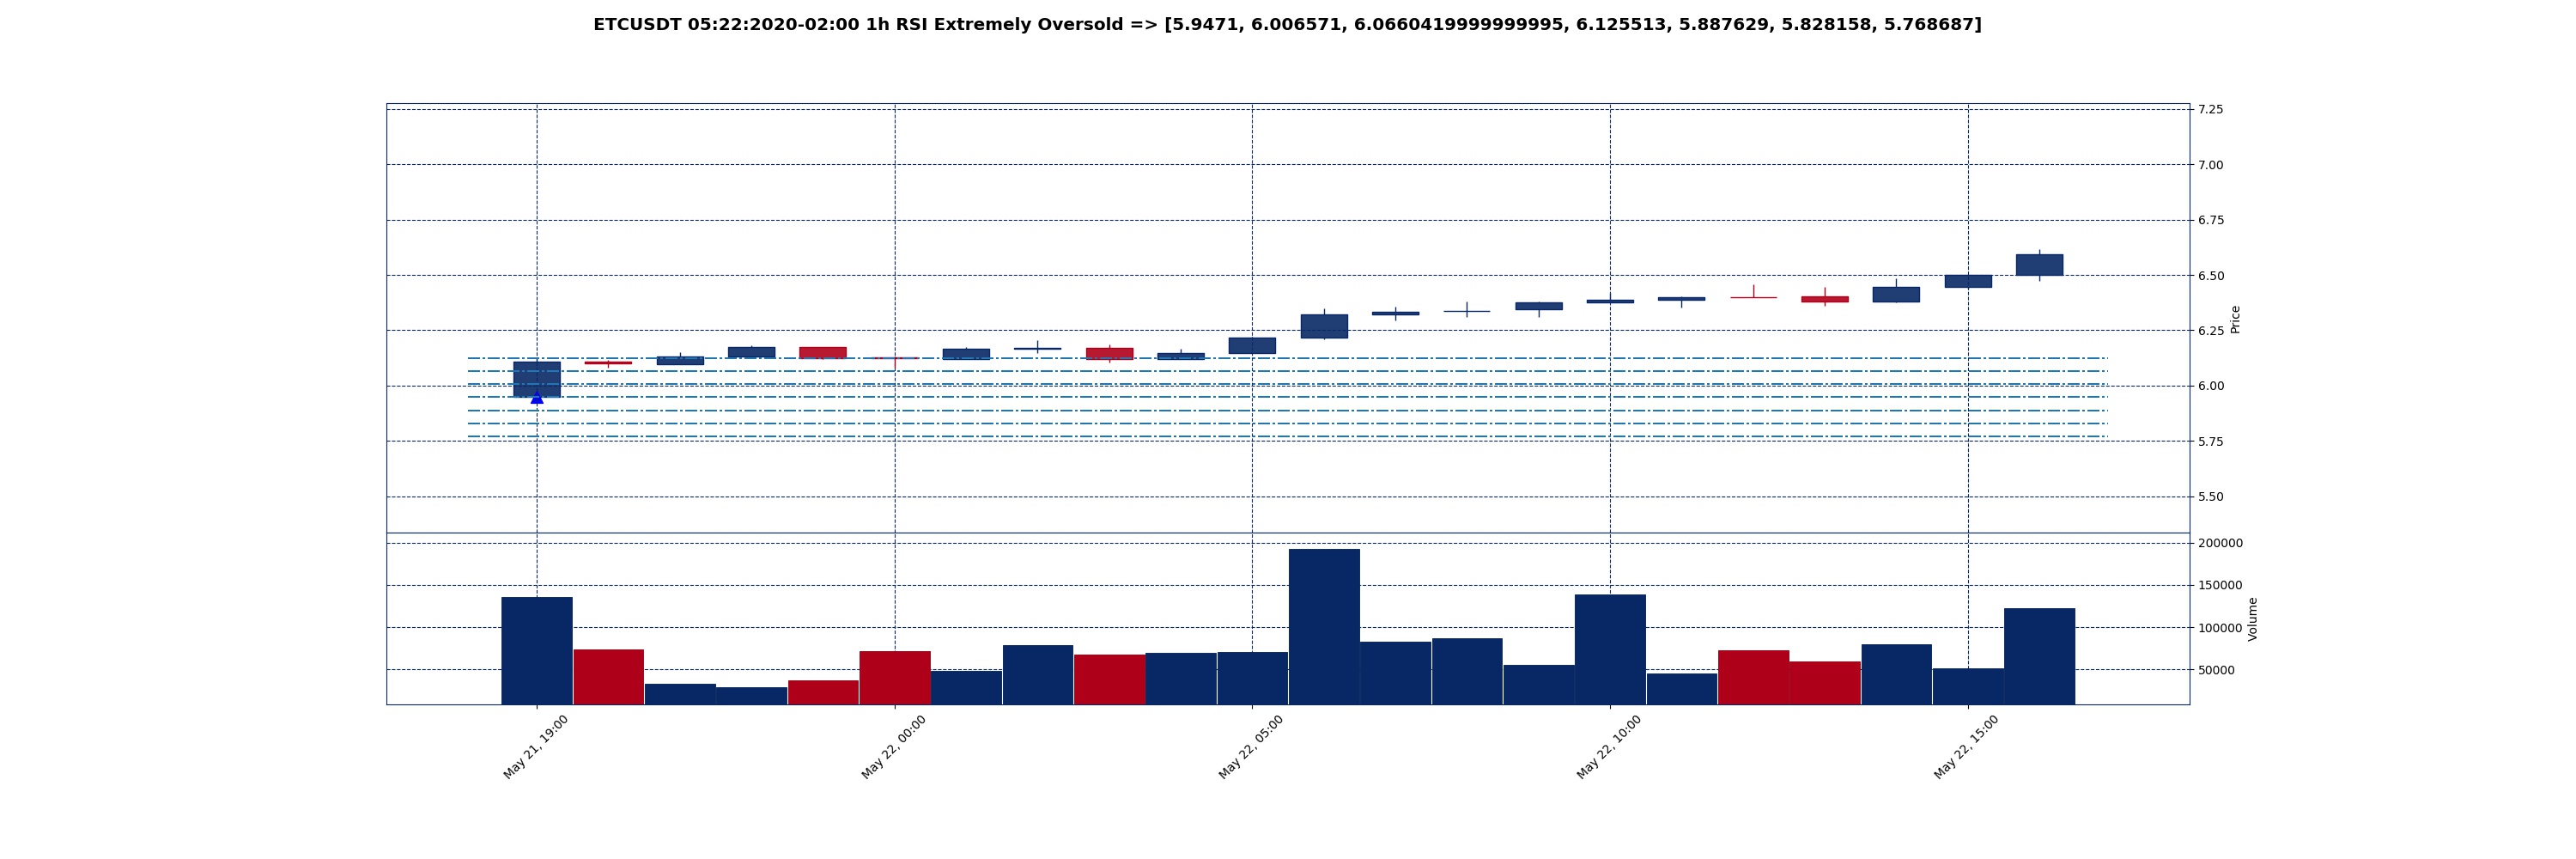 ETCUSDT 05:22:2020-02:00 1h RSI Extremely Oversold => [5.9471, 6.006571, 6.0660419999999995, 6.125513, 5.887629, 5.828158, 5.768687]
7.25
7.00
6.75
6.50
6.25
6.00
5.75
5.50
Price
200000
150000
100000
50000
Volume
May 21, 19:00
May 22, 00:00
May 22, 05:00
May 22, 10:00
May 22, 15:00